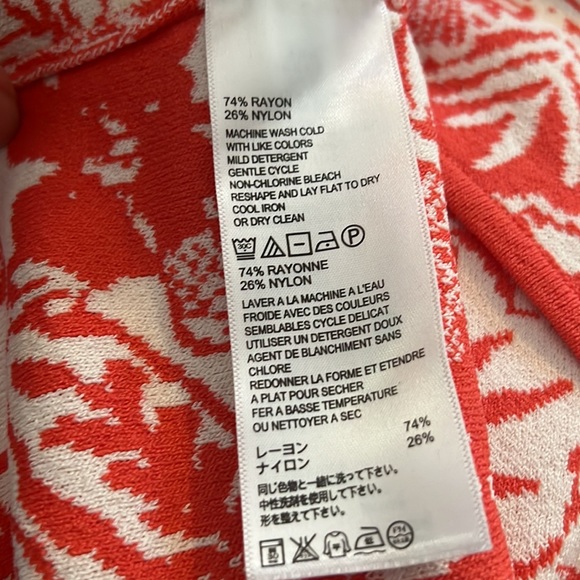 74% RAYON
26% NYLON
MACHINE WASH COLD
WITH LIKE COLORS
MILD DETERGENT
GENTLE CYCLE
NON-CHLORINE BLEACH
RESHAPE AND LAY FLAT TO DRY
COOL IRON
OR DRY CLEAN
30C
P
74% RAYONNE
26% NYLON
LAVER A LA MACHINE A L'EAU
FROIDE AVEC DES COULEURS
SEMBLABLES CYCLE DELICAT
UTILISER UN DETERGENT DOUX
AGENT DE BLANCHIMENT SANS
CHLORE
REDONNER LA FORME ET ETENDRE
A PLAT POUR SECHER
FER A BASSE TEMPERATURE
OU NETTOYER A SEC
レーヨン 74%
ナイロン 26%
同じ色物と一緒に洗って下さい。
中性洗剤を使用して下さい。
形を整えて下さい。